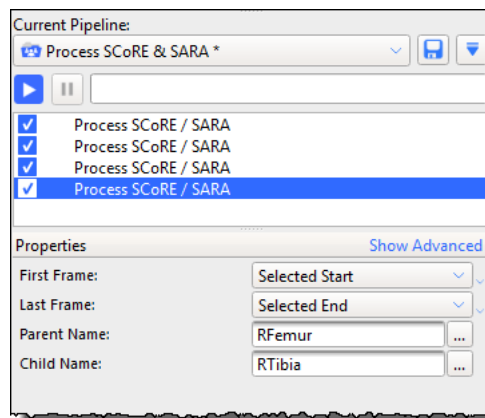 Current Pipeline:
Process SCoRE & SARA *
Process SCoRE / SARA
Process SCoRE / SARA
Process SCoRE / SARA
Process SCoRE / SARA
Properties Show Advanced
First Frame: Selected Start
Last Frame: Selected End
Parent Name: RFemur ...
Child Name: RTibia ...